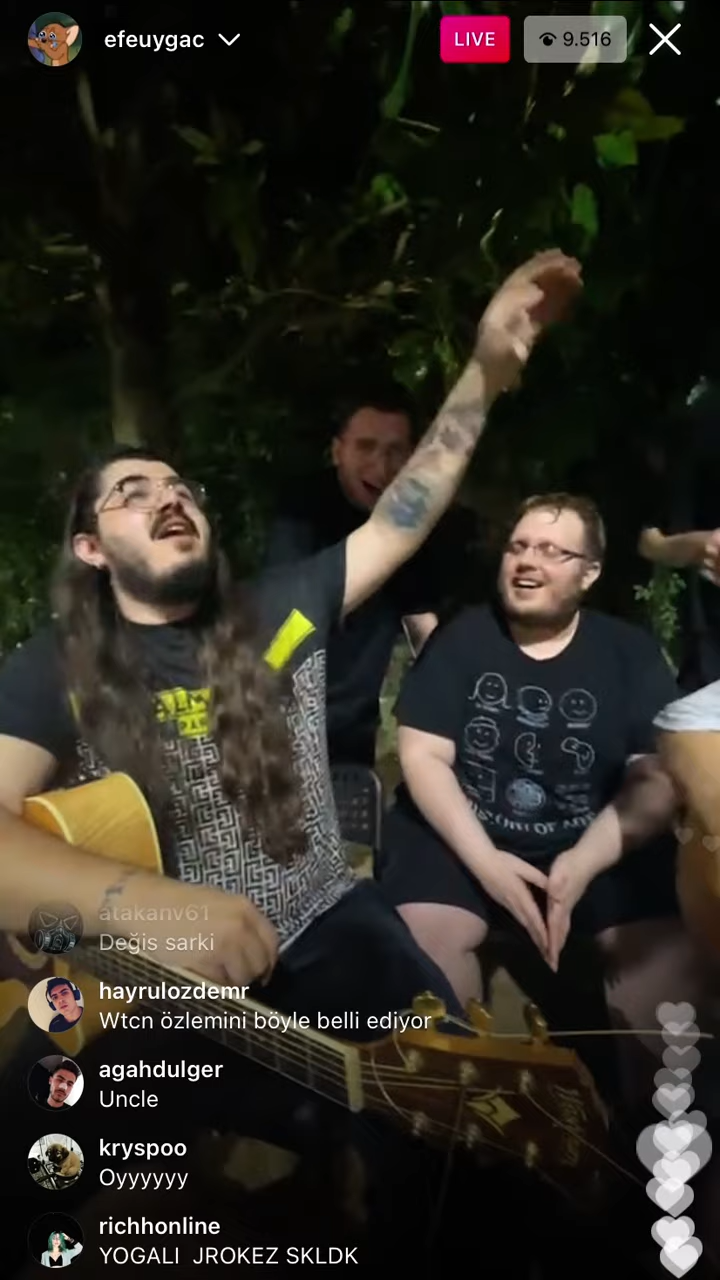 efeuygac
LIVE
9.516
atakanv61
Değis sarki
hayrulozdemr
Wtcn özlemini böyle belli ediyor
agahdulger
Uncle
kryspoo
Oyyyyyy
richhonline
YOGALI JROKEZ SKLDK